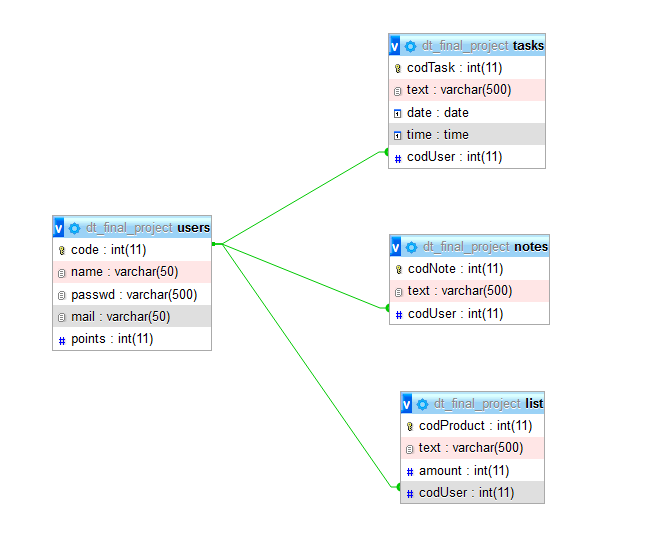 v dt_final_project users
code : int(11)
name : varchar(50)
passwd : varchar(500)
mail : varchar(50)
# points : int(11)
v dt_final_project tasks
codTask : int(11)
text : varchar(500)
date : date
time : time
# codUser : int(11)
v dt_final_project notes
codNote : int(11)
text : varchar(500)
# codUser : int(11)
v dt_final_project list
codProduct : int(11)
text : varchar(500)
# amount : int(11)
# codUser : int(11)